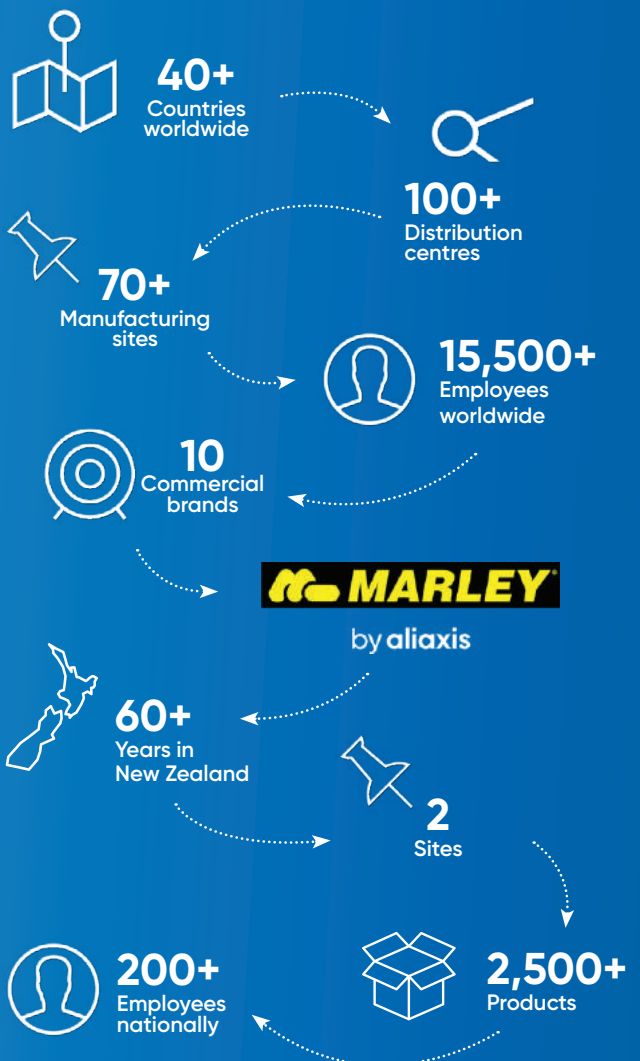 40+
Countries
worldwide
100+
Distribution
centres
70+
Manufacturing
sites
15,500+
Employees
worldwide
10
Commercial
brands
MARLEY
by aliaxis
60+
Years in
New Zealand
2
Sites
2,500+
Products
200+
Employees
nationally